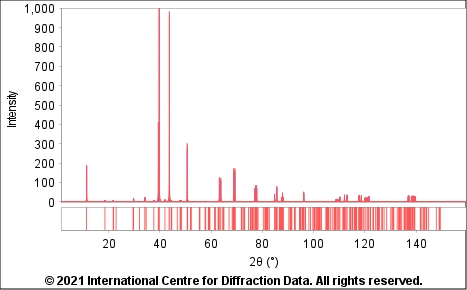 1,000
900
800
700
600
500
400
300
200
100
0
Intensity
20 40 60 80 100 120 140
2θ (°)
© 2021 International Centre for Diffraction Data. All rights reserved.